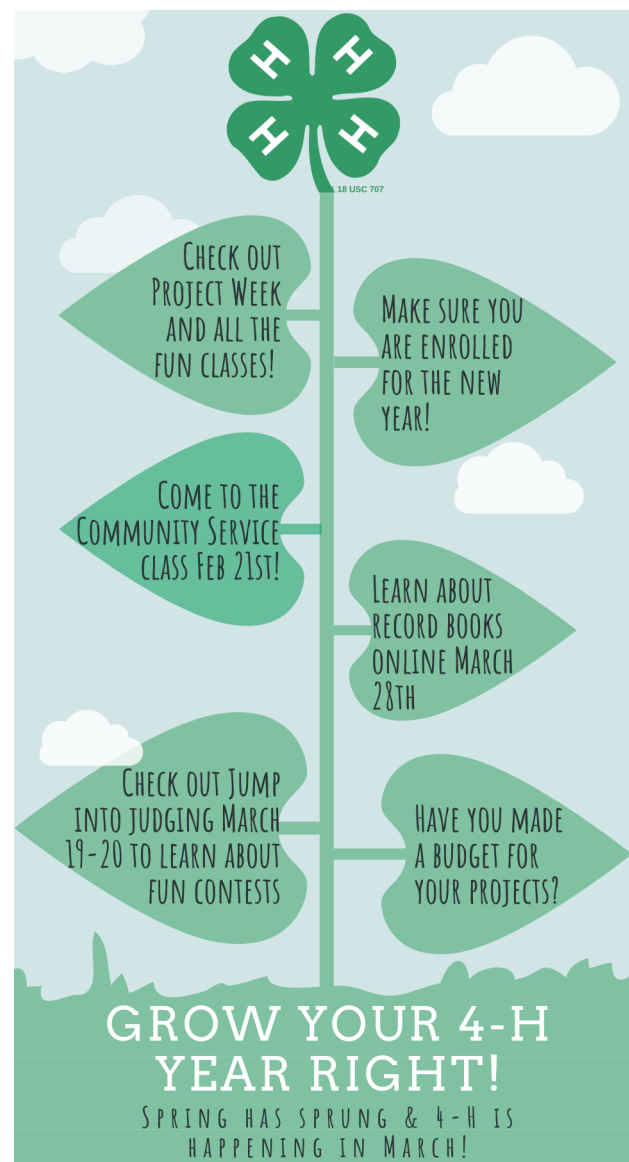 H H
H H
18 USC 707
Check out
Project Week
and all the
fun classes!
Make sure you
are enrolled
for the new
year!
Come to the
Community Service
class Feb 21st!
Learn about
record books
online March
28th
Check out Jump
into judging March
19-20 to learn about
fun contests
Have you made
a budget for
your projects?
GROW YOUR 4-H
YEAR RIGHT!
Spring has sprung & 4-H is
happening in March!